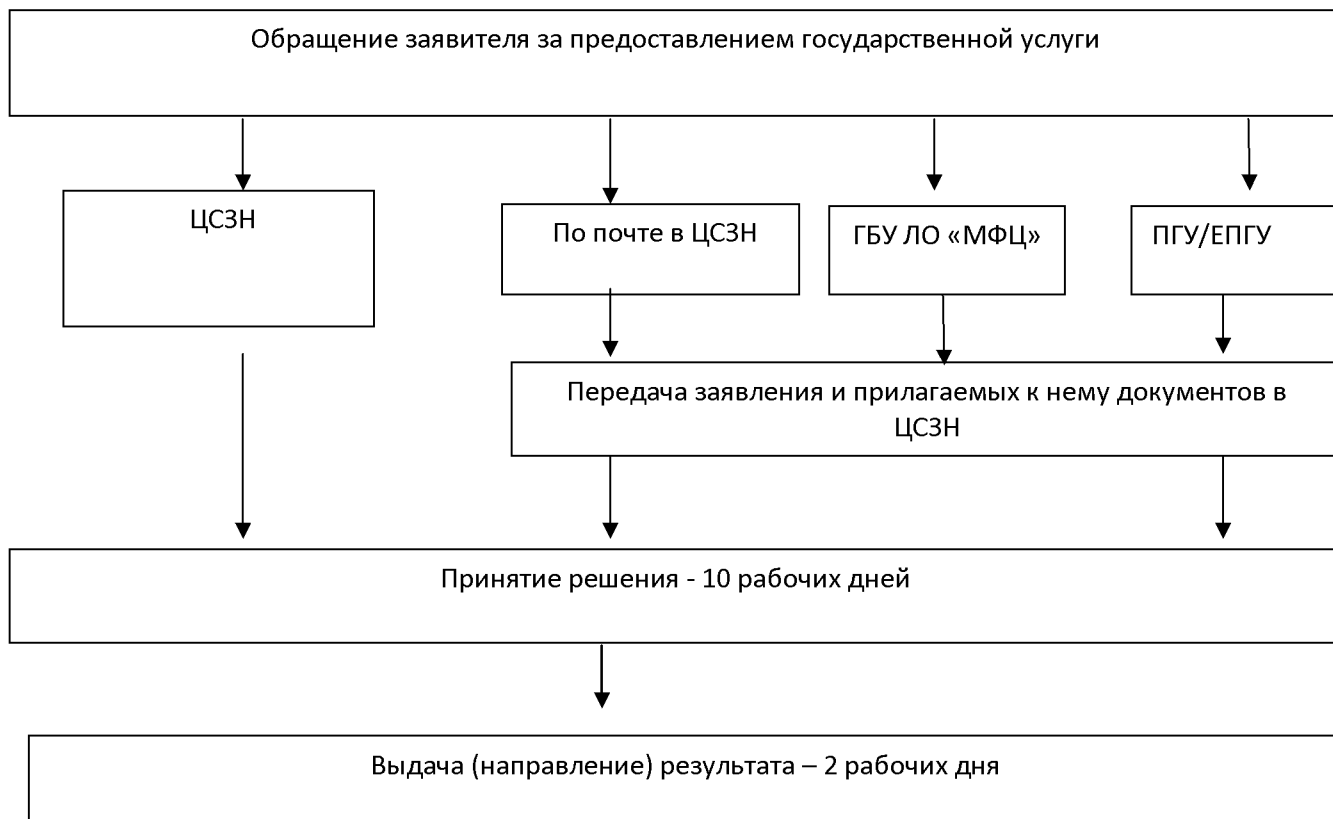 Обращение заявителя за предоставлением государственной услуги
ЦСЗН
По почте в ЦСЗН
ГБУ ЛО «МФЦ»
ПГУ/ЕПГУ
Передача заявления и прилагаемых к нему документов в
ЦСЗН
Принятие решения - 10 рабочих дней
Выдача (направление) результата – 2 рабочих дня